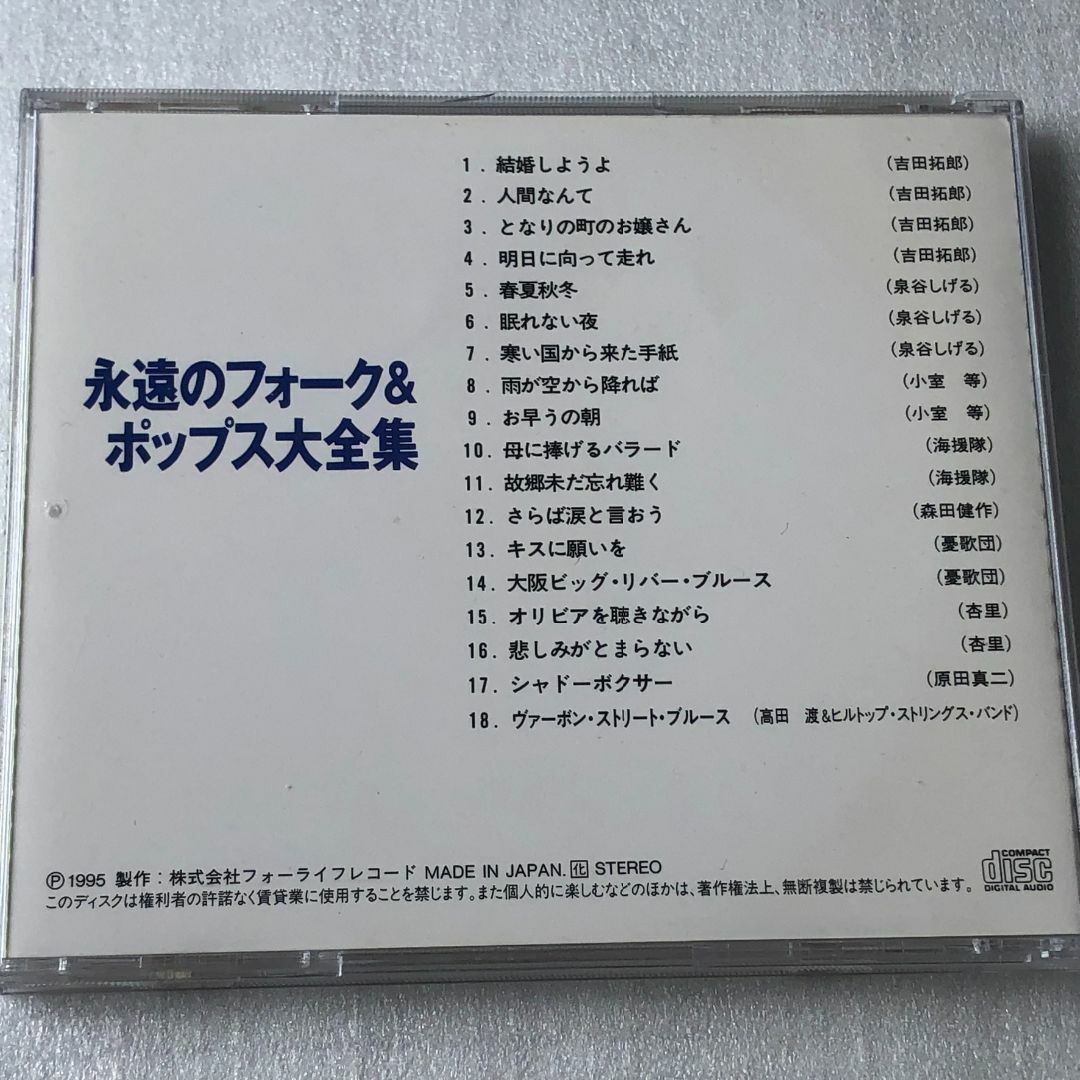 永遠のフォーク&
ポップス大全集
1. 結婚しようよ (吉田拓郎)
2. 人間なんて (吉田拓郎)
3. となりの町のお嬢さん (吉田拓郎)
4. 明日に向って走れ (吉田拓郎)
5. 春夏秋冬 (泉谷しげる)
6. 眠れない夜 (泉谷しげる)
7. 寒い国から来た手紙 (泉谷しげる)
8. 雨が空から降れば (小室 等)
9. お早うの朝 (小室 等)
10. 母に捧げるバラード (海援隊)
11. 故郷未だ忘れ難く (海援隊)
12. さらば涙と言おう (森田健作)
13. キスに願いを (憂歌団)
14. 大阪ビッグ・リバー・ブルース (憂歌団)
15. オリビアを聴きながら (杏里)
16. 悲しみがとまらない (杏里)
17. シャドーボクサー (原田真二)
18. ヴァーボン・ストリート・ブルース (高田 渡&ヒルトップ・ストリングス・バンド)
Ⓟ1995 製作:株式会社フォーライフレコード MADE IN JAPAN. 化 STEREO
このディスクは権利者の許諾なく賃貸業に使用することを禁じます。また個人的に楽しむなどのほかは、著作権法上、無断複製は禁じられています。
COMPACT
disc
DIGITAL AUDIO